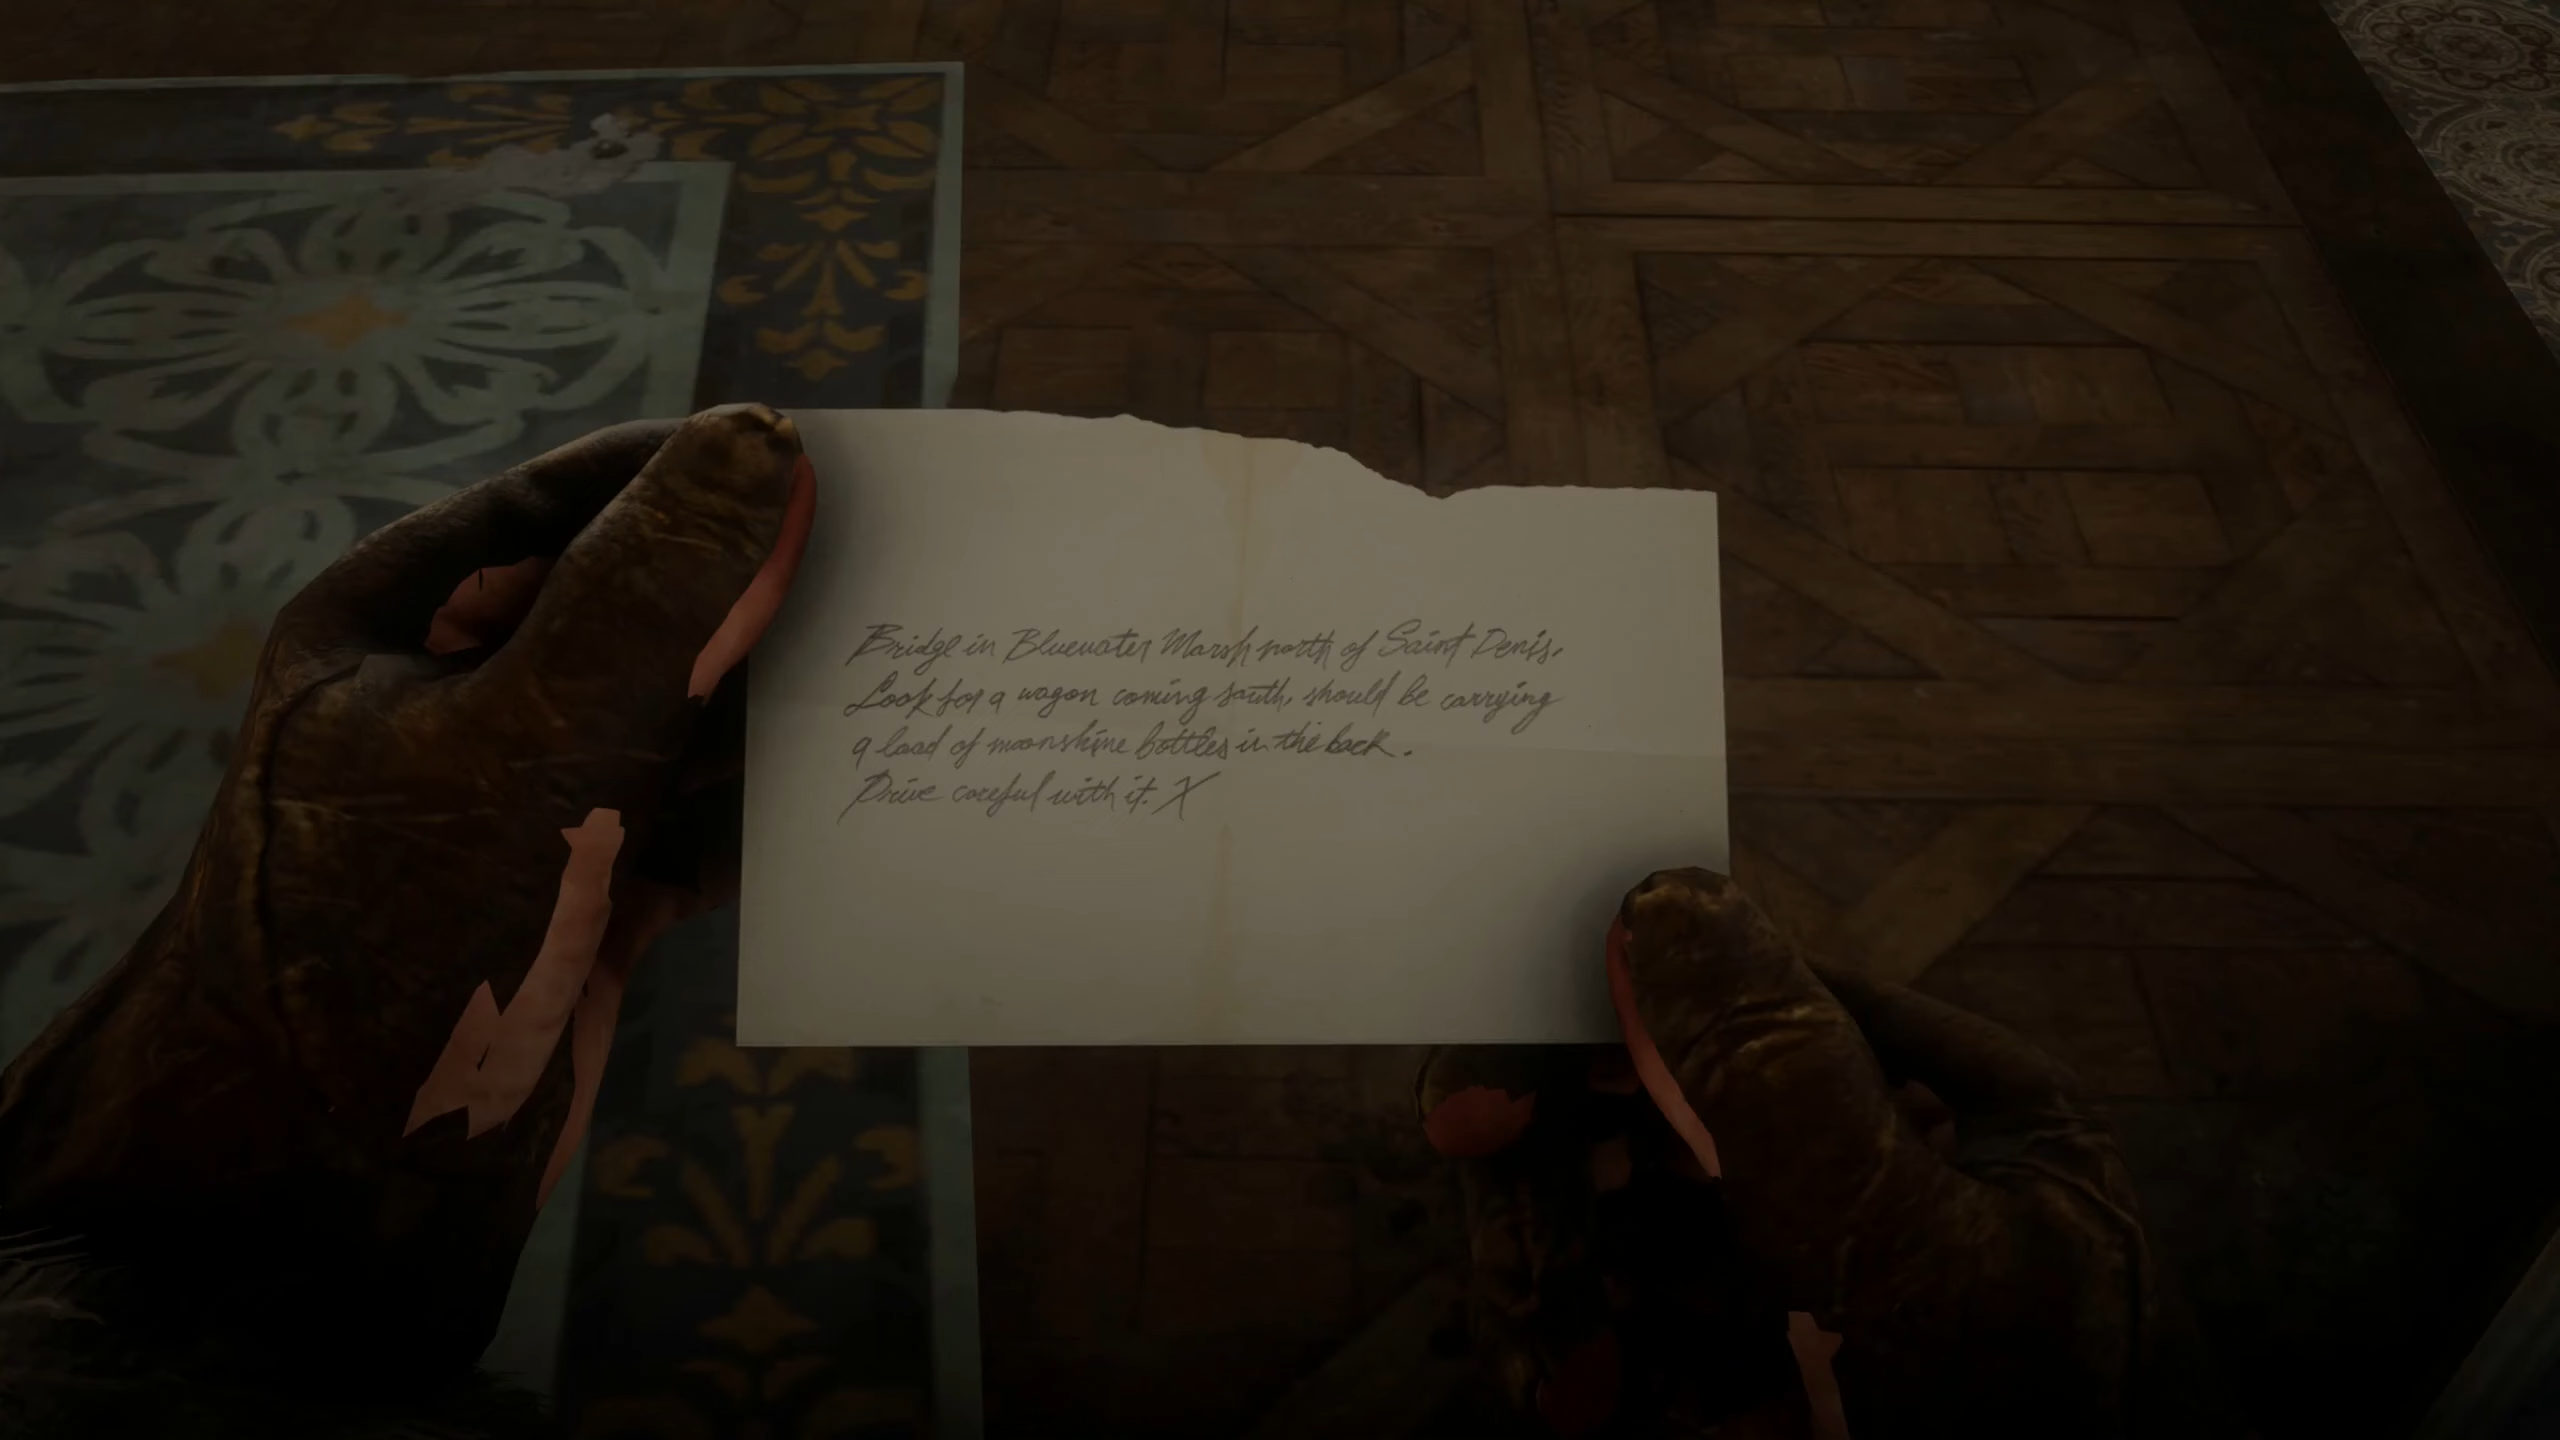 Bridge in Bluewater Marsh north of Saint Denis.
Look for a wagon coming south, should be carrying
a load of moonshine bottles in the back.
Drive careful with it. X